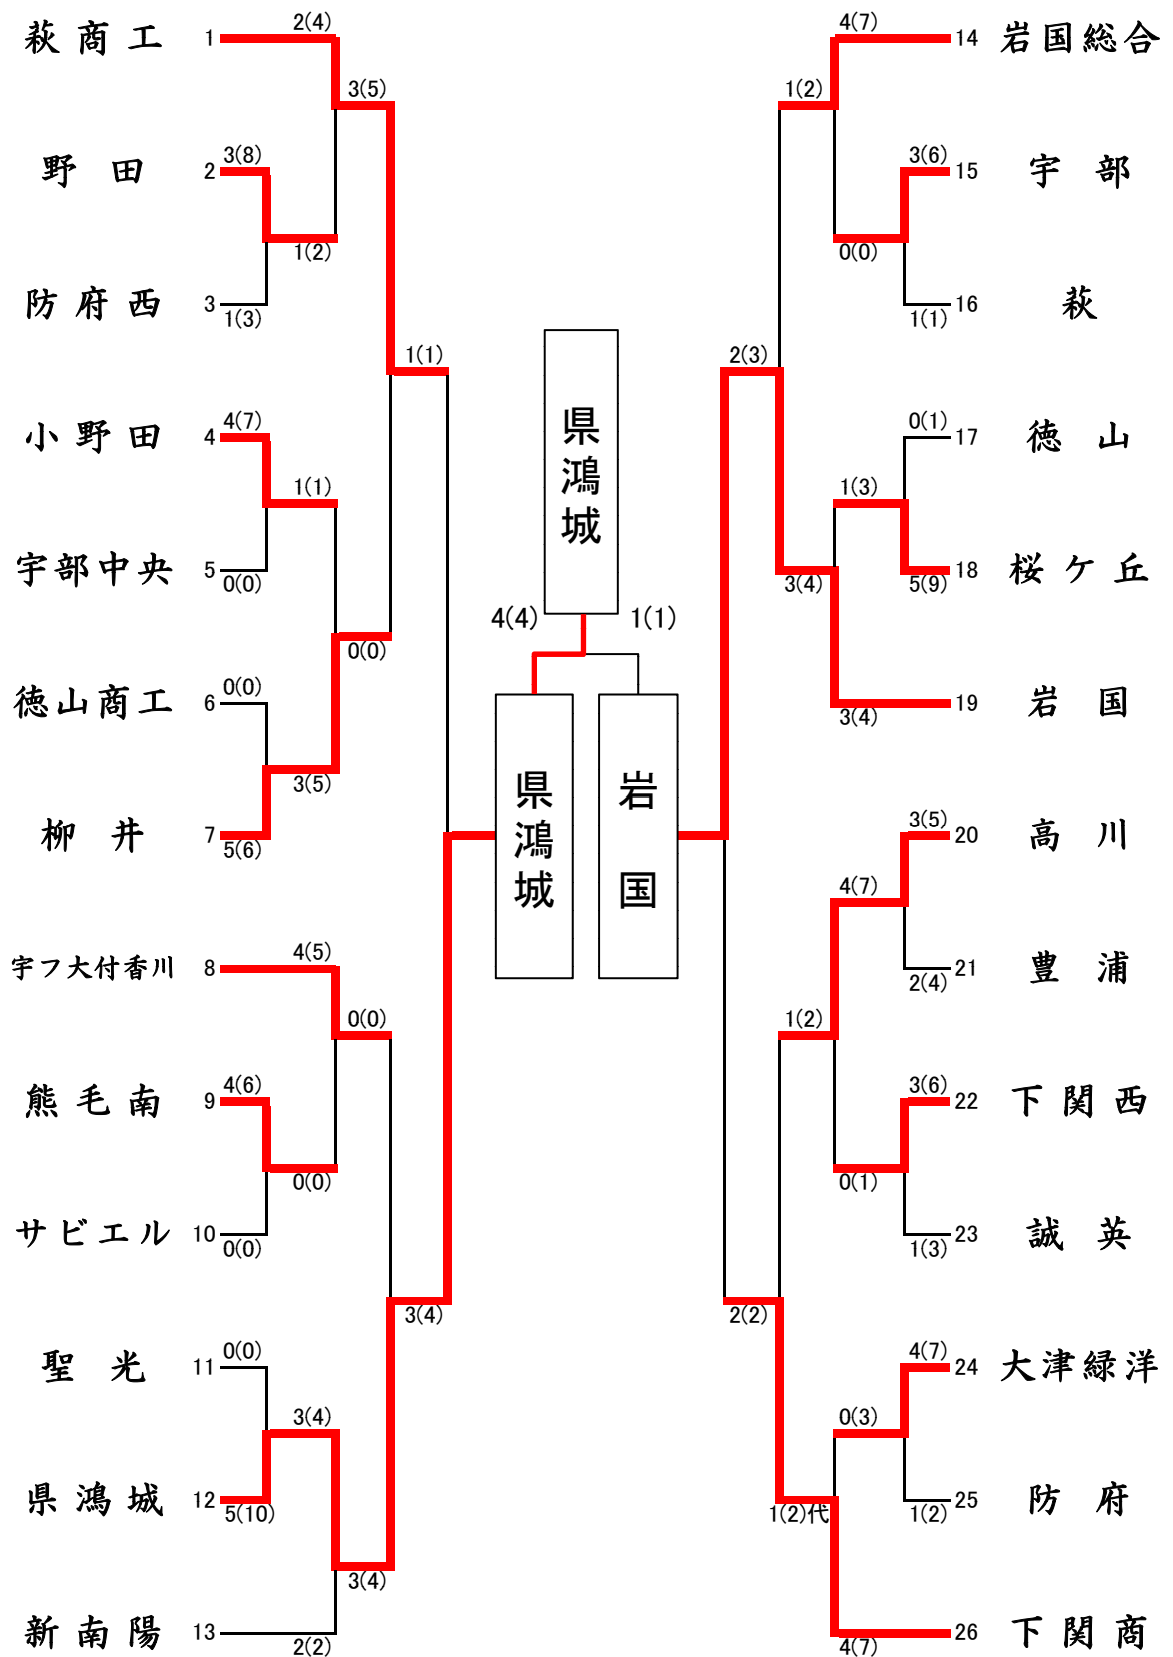 萩商工 1 2(4)
3(5)
野田 2 3(8)
1(2)
防府西 3 1(3)
1(1)
小野田 4 4(7)
1(1)
宇部中央 5 0(0)
0(0)
徳山商工 6 0(0)
3(5)
柳井 7 5(6)
宇フ大付香川 8 4(5)
0(0)
熊毛南 9 4(6)
0(0)
サビエル 10 0(0)
3(4)
聖光 11 0(0)
3(4)
県鴻城 12 5(10)
3(4)
新南陽 13 2(2)
県鴻城
4(4) 1(1)
県鴻城
岩国
4(7) 14 岩国総合
1(2)
3(6) 15 宇部
0(0)
1(1) 16 萩
2(3)
0(1) 17 徳山
1(3)
5(9) 18 桜ケ丘
3(4)
3(4) 19 岩国
3(5) 20 高川
4(7)
2(4) 21 豊浦
1(2)
3(6) 22 下関西
0(1)
1(3) 23 誠英
2(2)
4(7) 24 大津緑洋
0(3)
1(2) 25 防府
1(2)代
4(7) 26 下関商